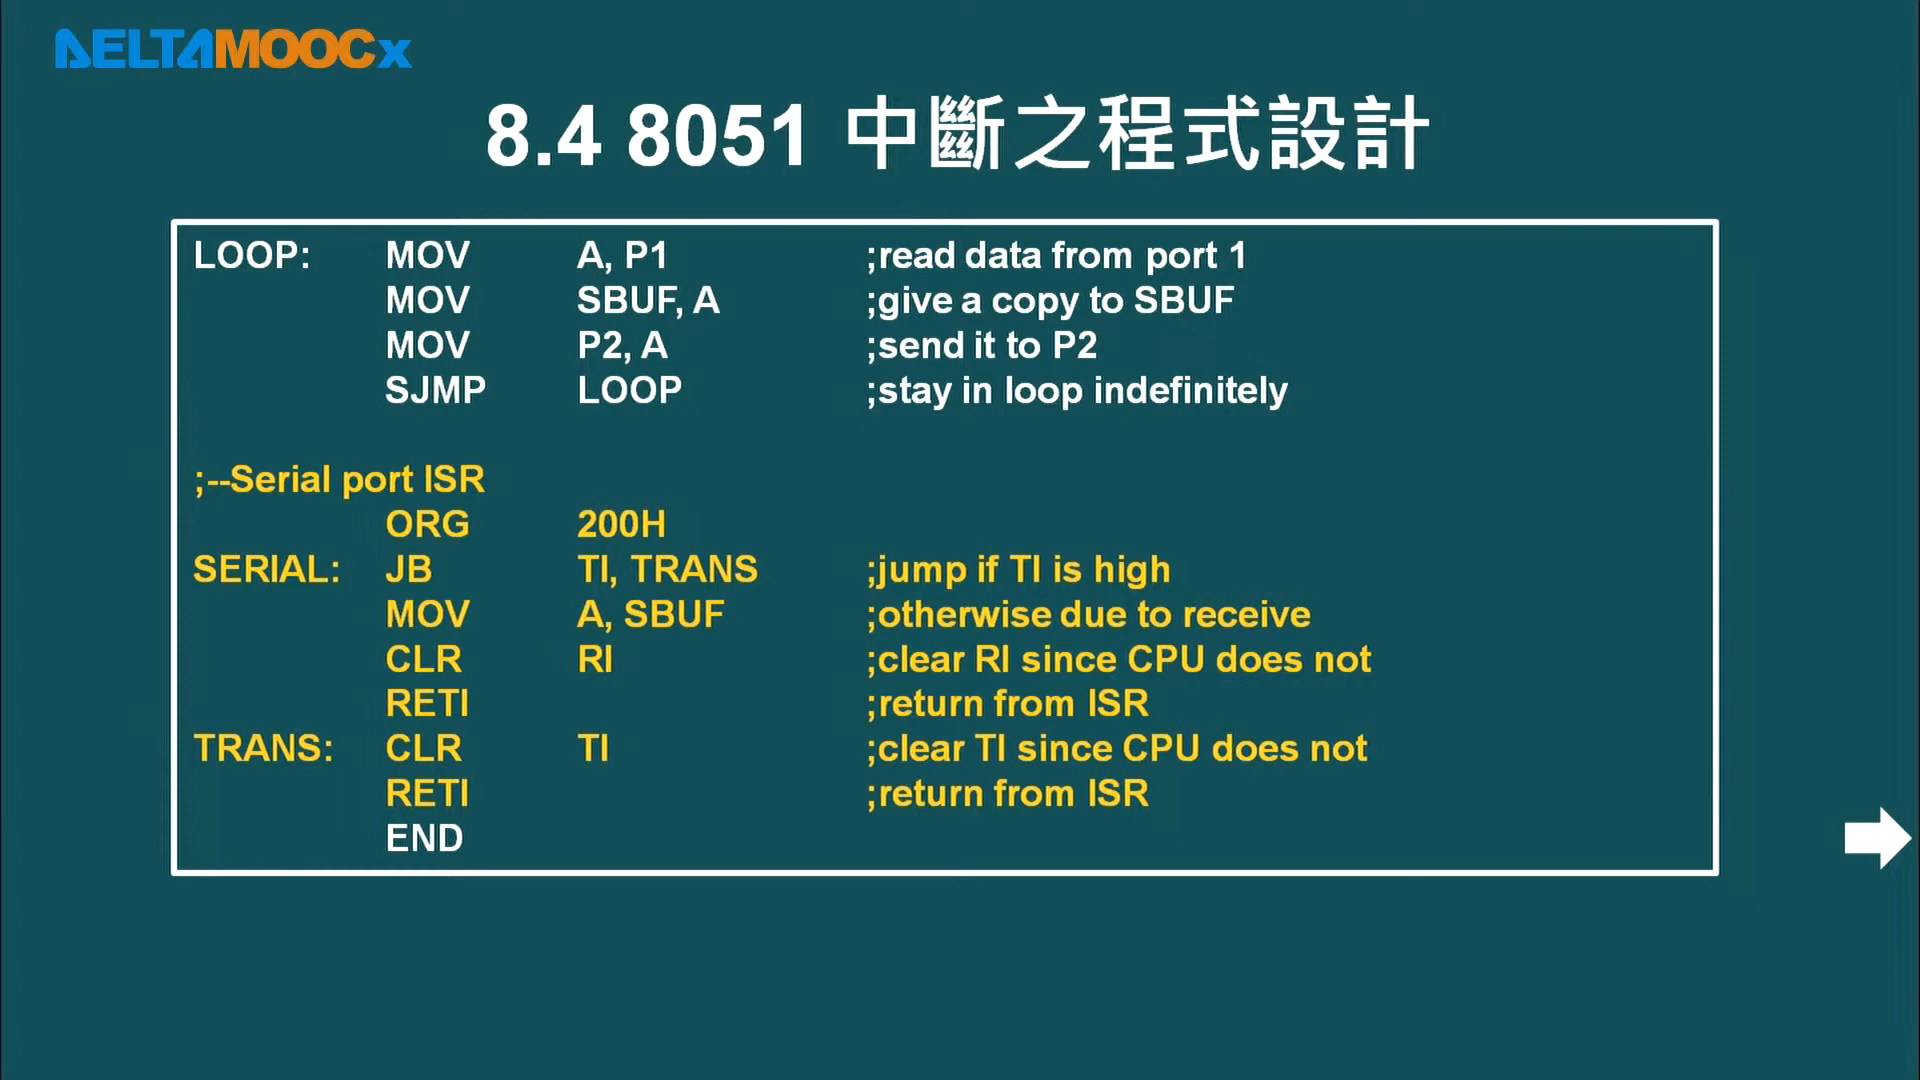 DELTAMOOCx
8.4 8051 中斷之程式設計
LOOP: MOV A, P1 ;read data from port 1
MOV SBUF, A ;give a copy to SBUF
MOV P2, A ;send it to P2
SJMP LOOP ;stay in loop indefinitely
;--Serial port ISR
ORG 200H
SERIAL: JB TI, TRANS ;jump if TI is high
MOV A, SBUF ;otherwise due to receive
CLR RI ;clear RI since CPU does not
RETI ;return from ISR
TRANS: CLR TI ;clear TI since CPU does not
RETI ;return from ISR
END